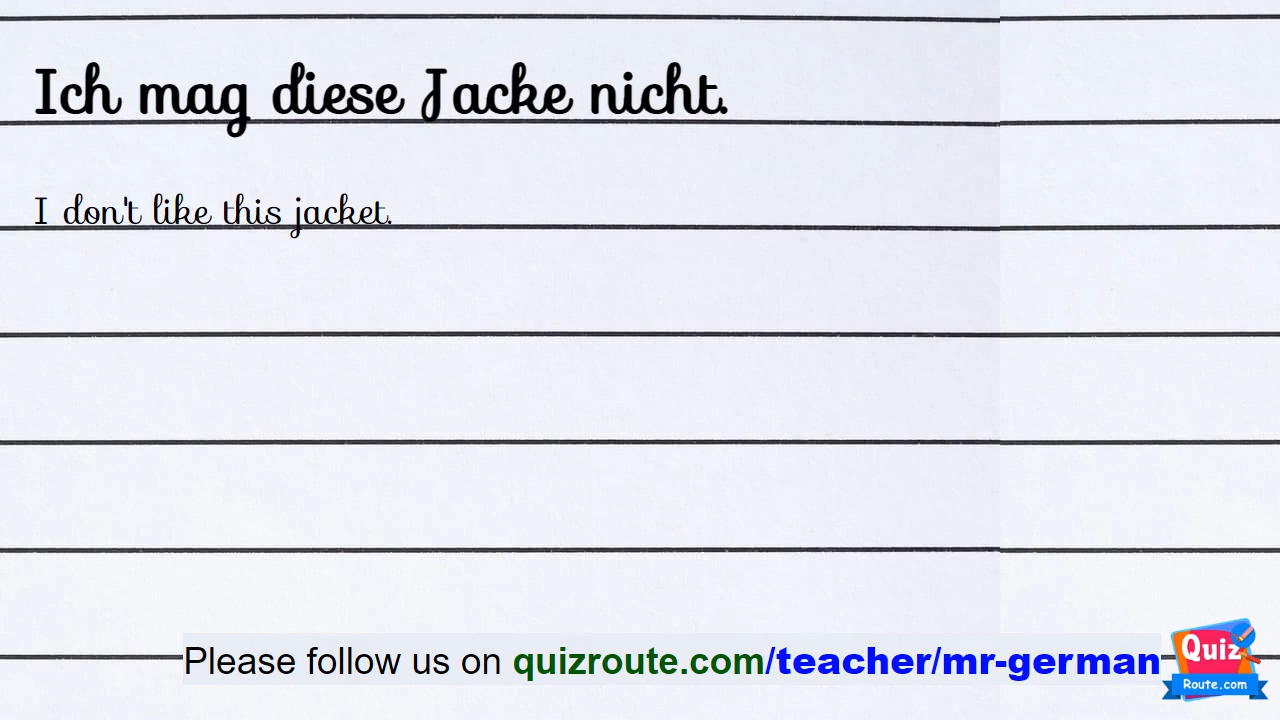 Ich mag diese Jacke nicht.
I don't like this jacket.
Please follow us on quizroute.com/teacher/mr-german
Quiz
Route.com